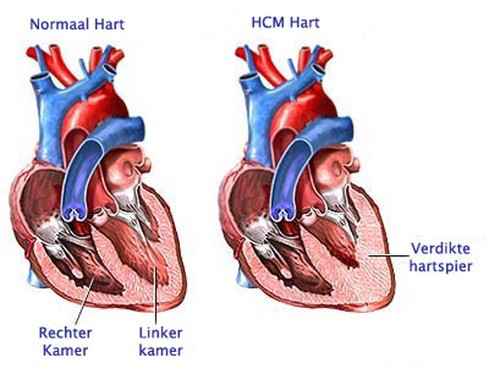 Normaal Hart
HCM Hart
Verdikte
hartspier
Rechter
Kamer
Linker
kamer